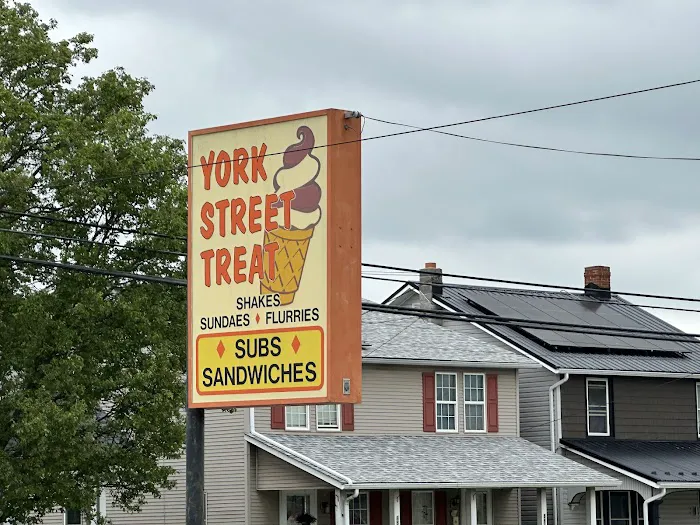 YORK
STREET
TREAT
SHAKES
SUNDAES ♦ FLURRIES
♦ SUBS ♦
SANDWICHES